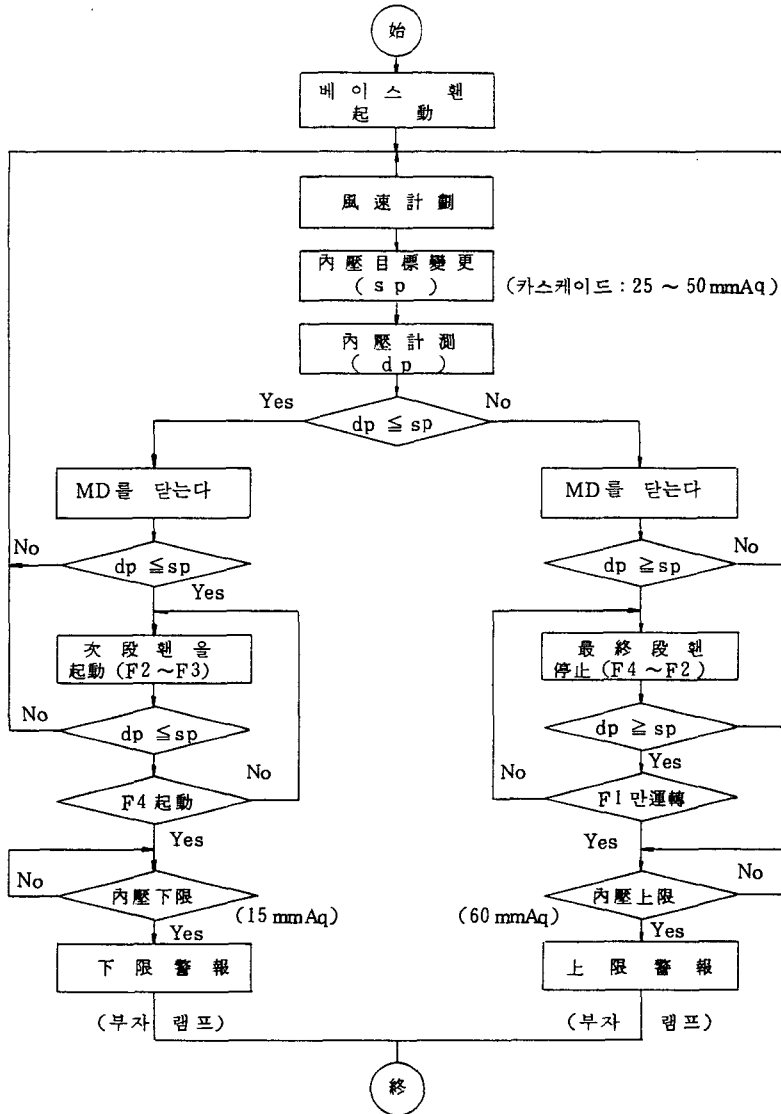 始
베 이 스 휀
起 動
風 速 計 劃
內 壓 目 標 變 更
( s p )
(카스케이드 : 25 ~ 50 mmAq)
內 壓 計 測
( d p )
Yes
No
dp ≦ sp
MD 를 닫는다
MD 를 닫는다
No
dp ≦ sp
Yes
dp ≧ sp
No
次 段 휀 을
起動 (F2 ~ F3)
最 終 段 휀
停止 (F4 ~ F2)
No
dp ≦ sp
dp ≧ sp
No
F4 起動
Yes
No
Yes
F1 만 運轉
Yes
No
內壓下限
(15 mmAq)
Yes
(60 mmAq)
內壓上限
No
Yes
下 限 警 報
上 限 警 報
(부자 램프)
(부자 램프)
終